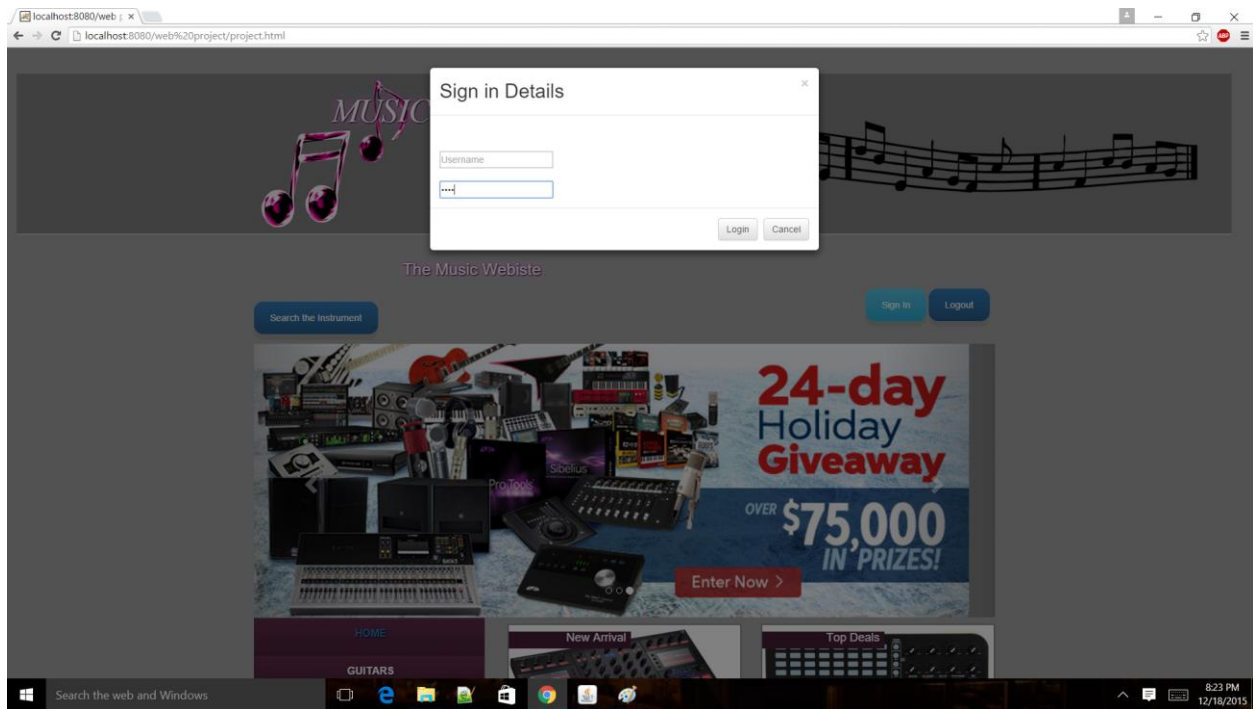 localhost:8080/web p
localhost:8080/web%20project/project.html
ABP
Sign in Details
×
MUSIC
Username
••••
Login
Cancel
The Music Webiste
Sign In
Logout
Search the Instrument
24-day
Holiday
Giveaway
Sibelius
Pro Tools
OVER $75,000
IN PRIZES!
Enter Now >
HOME
New Arrival
Top Deals
GUITARS
Search the web and Windows
8:23 PM
12/18/2015